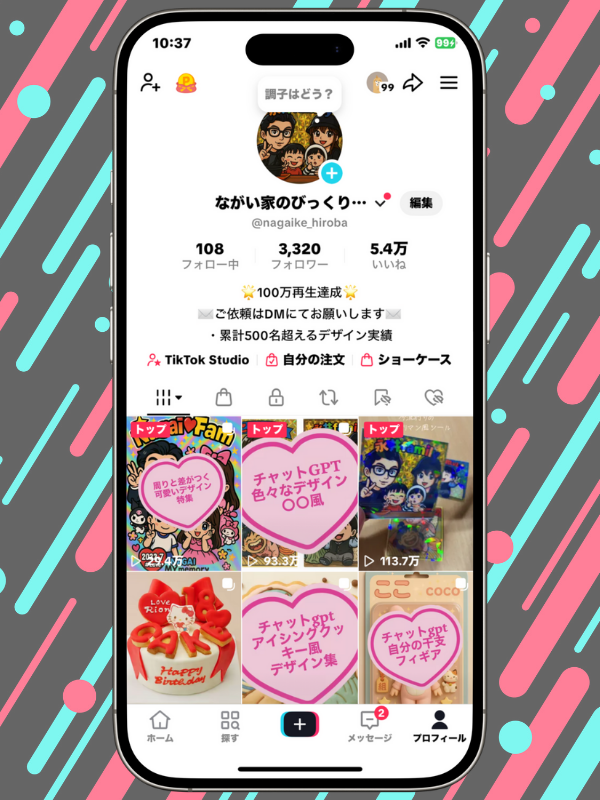 10:37
99
調子はどう?
99
ながい家のびっくり…
編集
@nagaike_hiroba
108
3,320
5.4万
フォロー中
フォロワー
いいね
100万再生達成
ご依頼はDMにてお願いします
・累計500名超えるデザイン実績
TikTok Studio
自分の注文
ショーケース
トップ
周りと差がつく
可愛いデザイン
特集
トップ
チャットGPT
色々なデザイン
〇〇風
93.3万
トップ
113.7万
Love
Rion
Happy
Birthday
チャットgpt
アイシングクッ
キー風
デザイン集
ここ
COCO
チャットgpt
自分の干支
フィギア
ホーム
探す
メッセージ
2
プロフィール